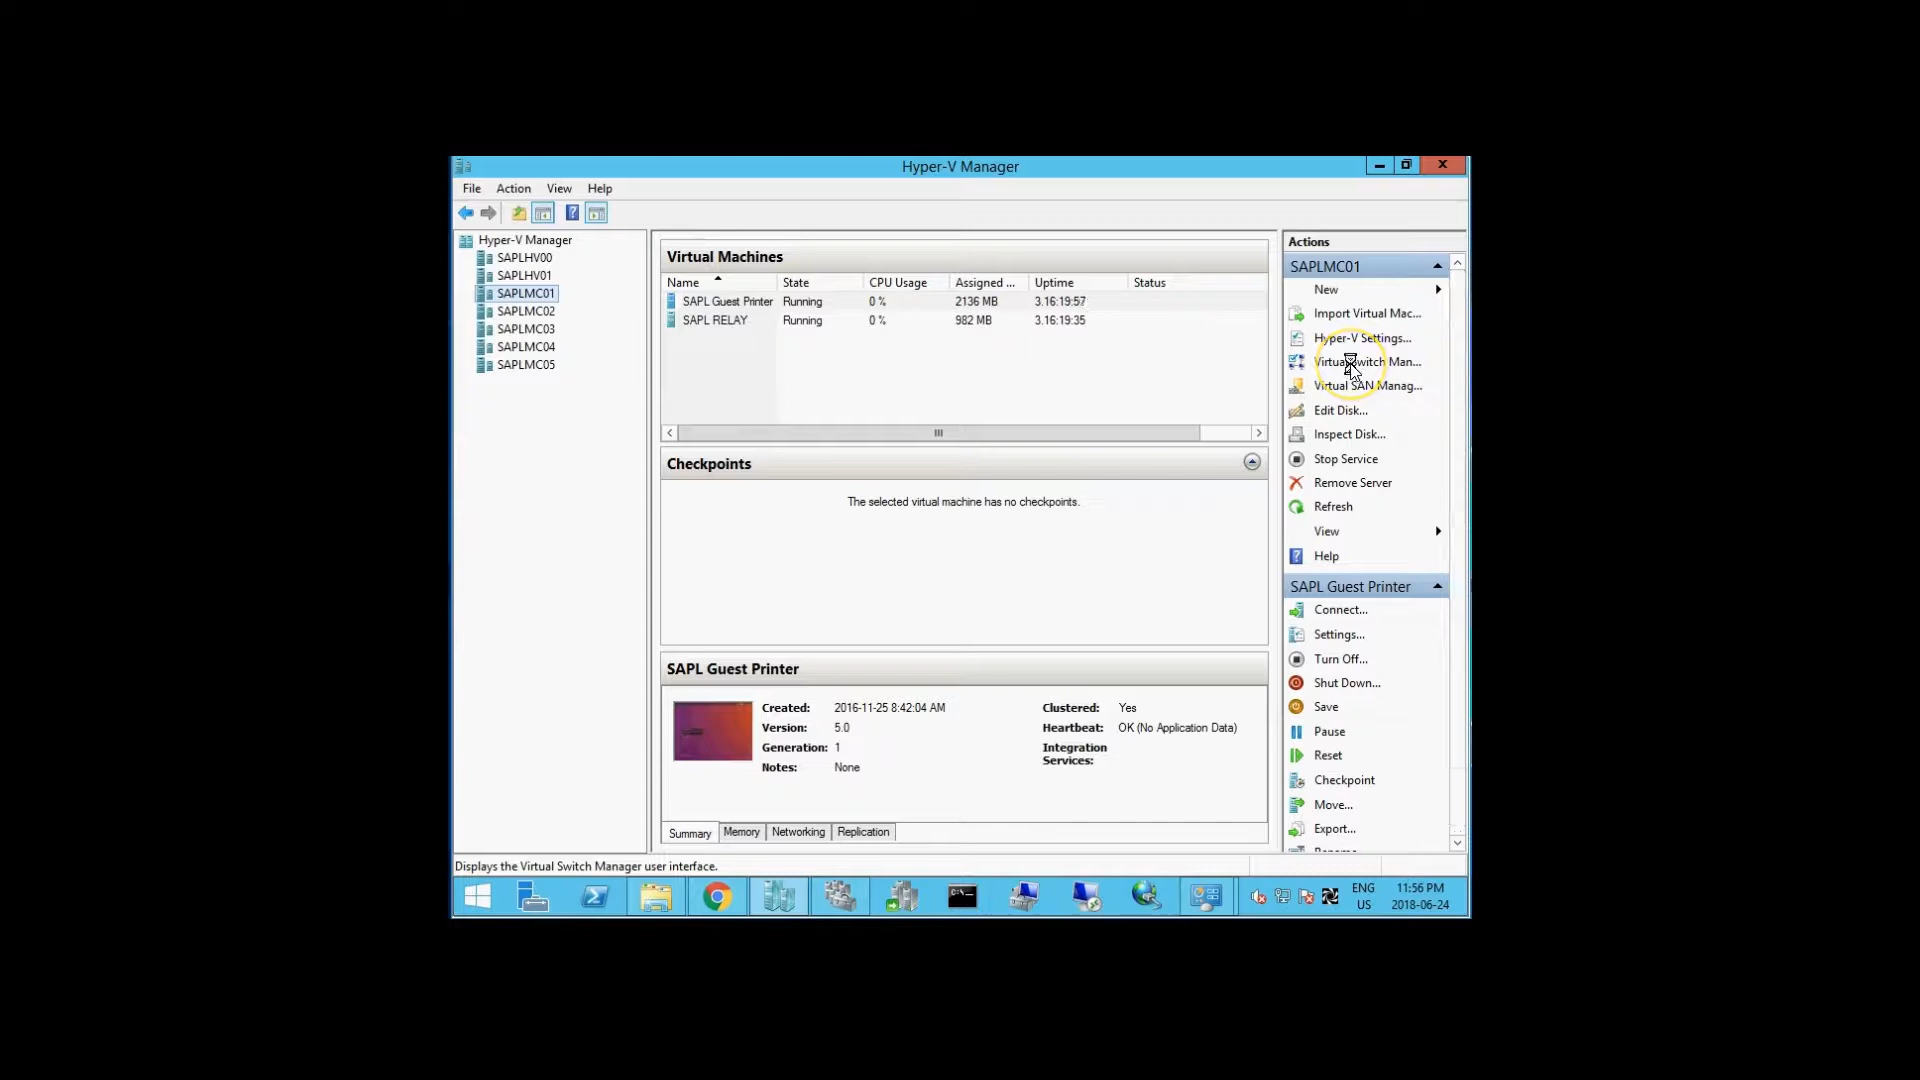 Hyper-V Manager
File Action View Help
Hyper-V Manager
SAPLHV00
SAPLHV01
SAPLMC01
SAPLMC02
SAPLMC03
SAPLMC04
SAPLMC05
Virtual Machines
Name State CPU Usage Assigned ... Uptime Status
SAPL Guest Printer Running 0 % 2136 MB 3.16:19:57
SAPL RELAY Running 0 % 982 MB 3.16:19:35
Checkpoints
The selected virtual machine has no checkpoints.
SAPL Guest Printer
Created: 2016-11-25 8:42:04 AM
Version: 5.0
Generation: 1
Notes: None
Clustered: Yes
Heartbeat: OK (No Application Data)
Integration
Services:
Summary Memory Networking Replication
Actions
SAPLMC01
New
Import Virtual Mac...
Hyper-V Settings...
Virtual Switch Man...
Virtual SAN Manag...
Edit Disk...
Inspect Disk...
Stop Service
Remove Server
Refresh
View
Help
SAPL Guest Printer
Connect...
Settings...
Turn Off...
Shut Down...
Save
Pause
Reset
Checkpoint
Move...
Export...
Displays the Virtual Switch Manager user interface.
ENG
US
11:56 PM
2018-06-24